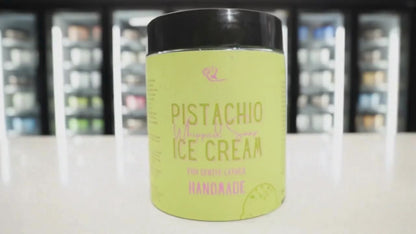 PISTACHIO
Whipped Soap
ICE CREAM
HANDMADE